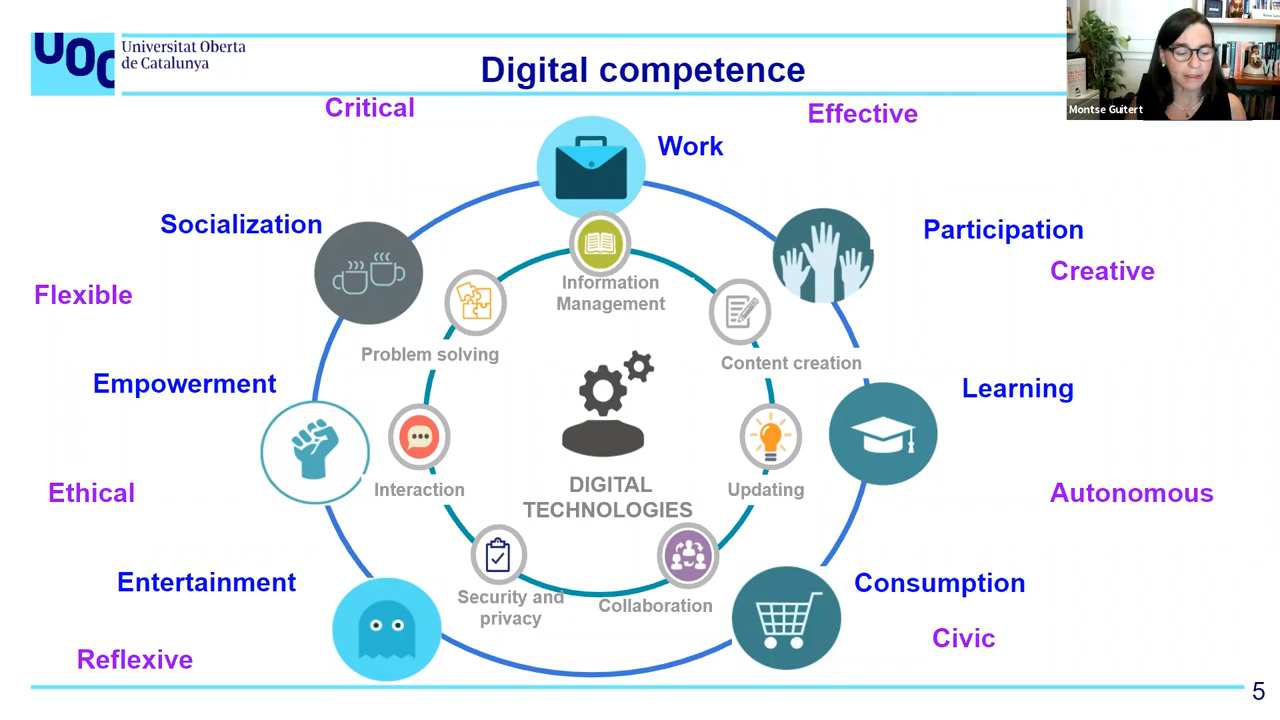 UOC
Universitat Oberta
de Catalunya
Digital competence
Montse Guitert
Critical
Effective
Work
Socialization
Participation
Creative
Flexible
Information
Management
Problem solving
Content creation
Empowerment
Learning
Interaction
DIGITAL
TECHNOLOGIES
Updating
Ethical
Autonomous
Entertainment
Security and
privacy
Collaboration
Consumption
Civic
Reflexive
5